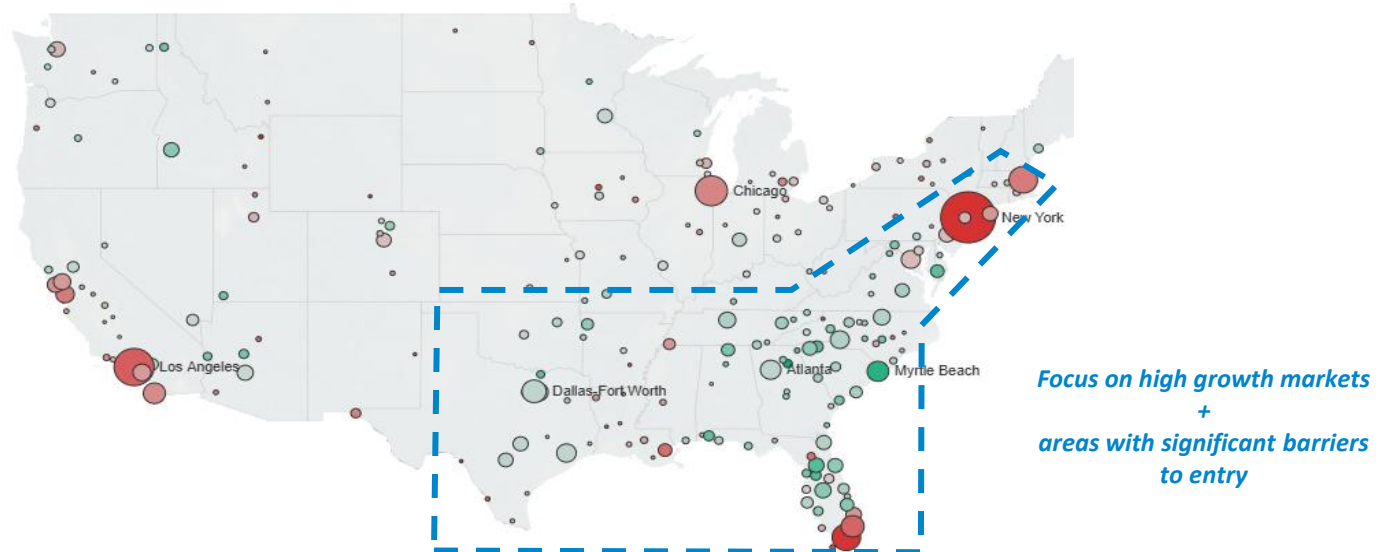 Chicago
New York
Los Angeles
Dallas-Fort Worth
Atlanta
Myrtle Beach
Focus on high growth markets
+
areas with significant barriers
to entry